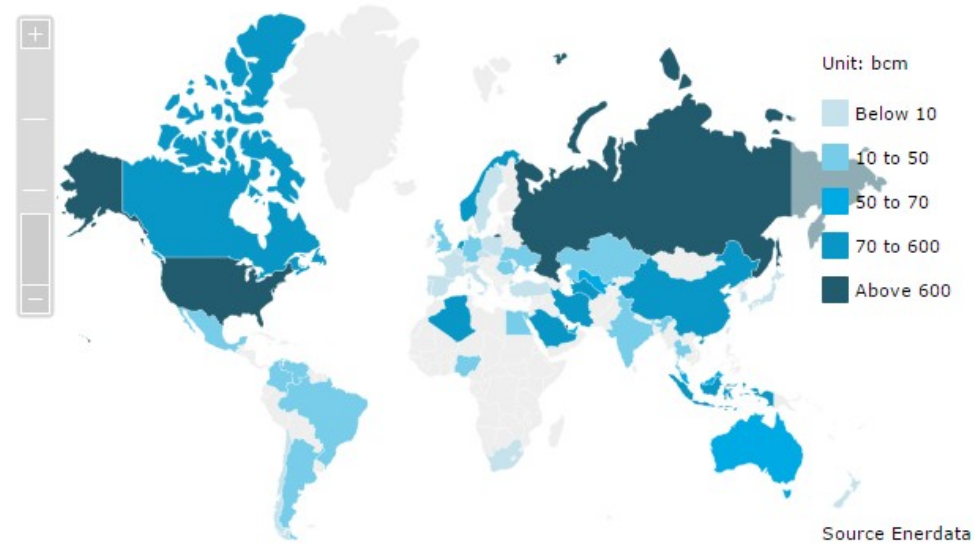 +
Unit: bcm
Below 10
10 to 50
50 to 70
70 to 600
Above 600
−
Source Enerdata